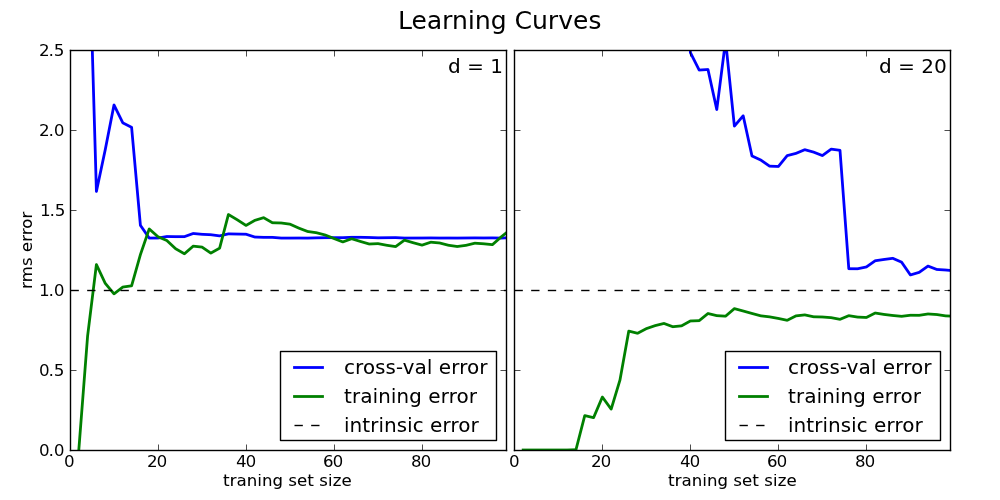 Learning Curves
d = 1
d = 20
2.5
2.0
1.5
1.0
0.5
0.0
rms error
cross-val error
training error
intrinsic error
cross-val error
training error
intrinsic error
0 20 40 60 80
0 20 40 60 80
traning set size
traning set size